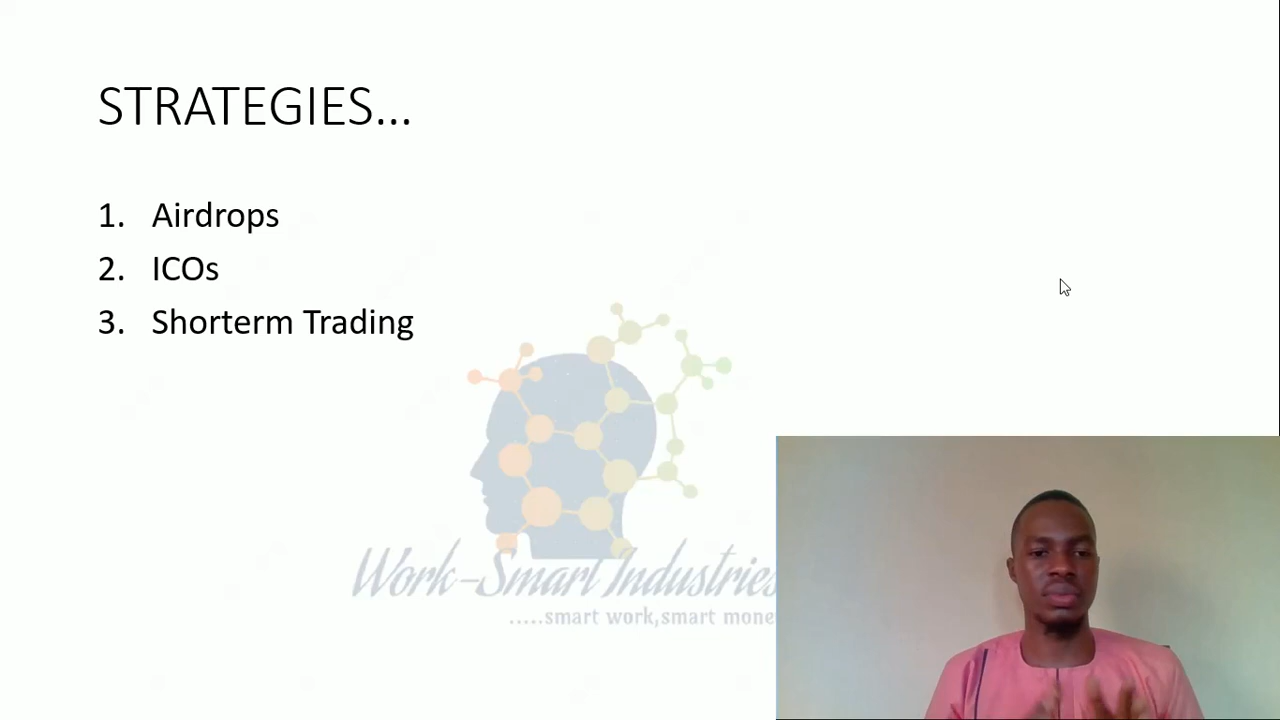 STRATEGIES...
1. Airdrops
2. ICOs
3. Shorterm Trading
Work-Smart Industries
.....smart work,smart mone